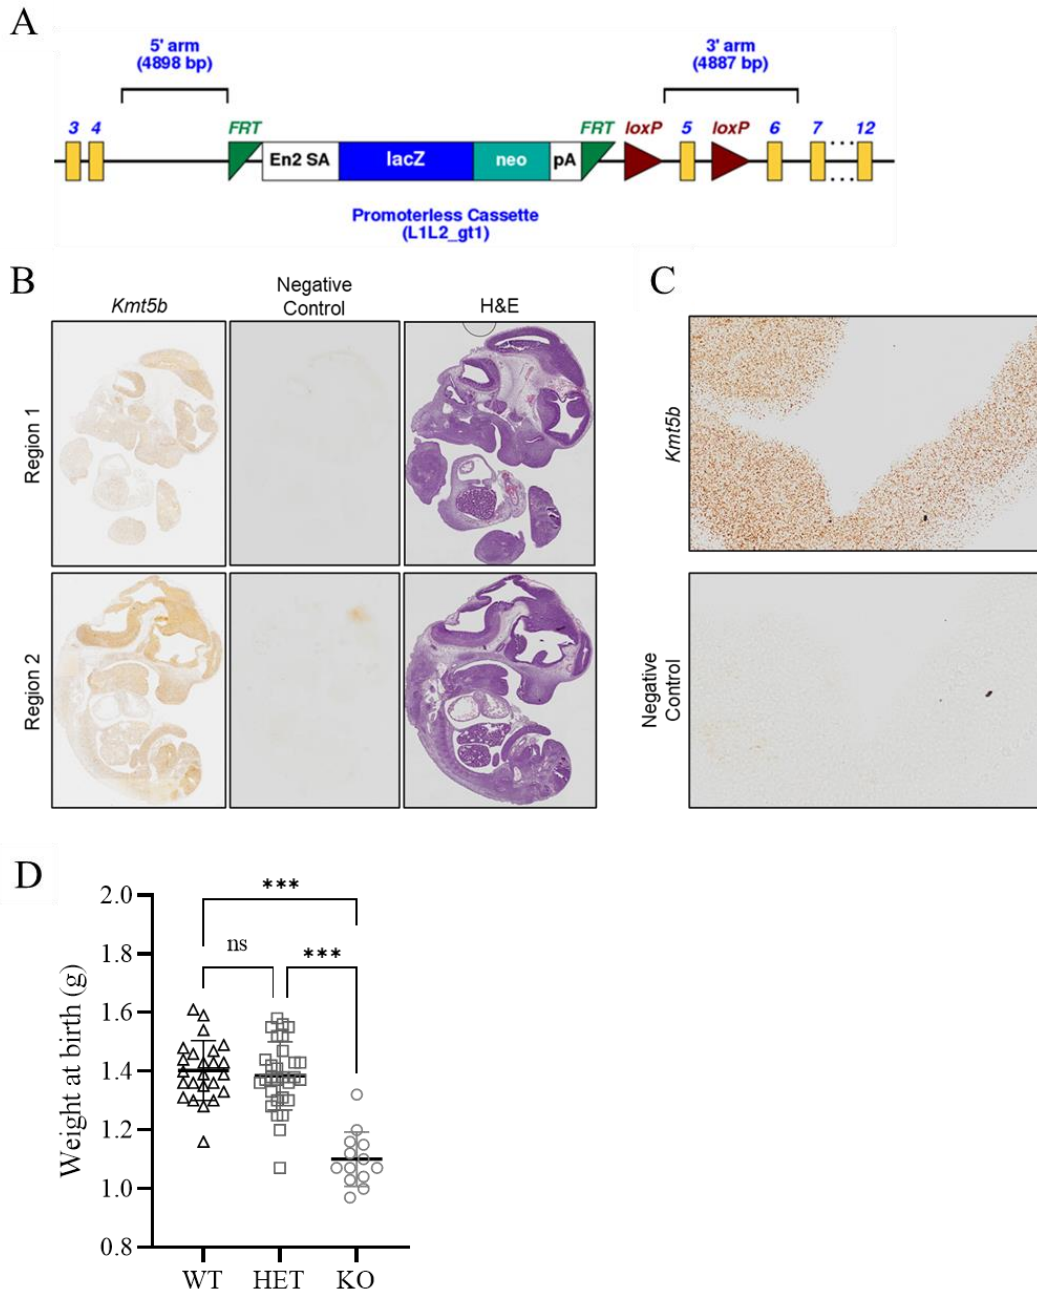 A
5' arm
(4898 bp)
3' arm
(4887 bp)
3 4 FRT FRT loxP 5 loxP 6 7 12
En2 SA lacZ neo pA
Promoterless Cassette
(L1L2_gt1)
B
Kmt5b
Negative
Control
H&E
Region 1
Region 2
C
Kmt5b
Negative
Control
D
Weight at birth (g)
2.0
1.8
1.6
1.4
1.2
1.0
0.8
***
ns
***
WT HET KO